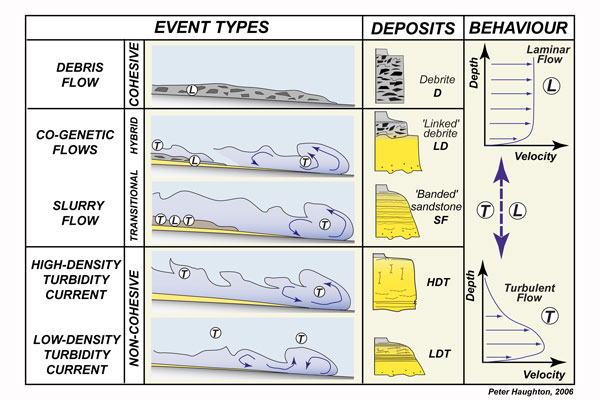 EVENT TYPES
DEPOSITS
BEHAVIOUR
DEBRIS
FLOW
COHESIVE
L
Debrite
D
Depth
Laminar
Flow
L
Velocity
CO-GENETIC
FLOWS
HYBRID
T
L
T
'Linked'
debrite
LD
SLURRY
FLOW
TRANSITIONAL
T L T
T
'Banded'
sandstone
SF
T L
HIGH-DENSITY
TURBIDITY
CURRENT
NON-COHESIVE
T
T
HDT
Depth
Turbulent
Flow
T
Velocity
LOW-DENSITY
TURBIDITY
CURRENT
T
T
LDT
Peter Haughton, 2006